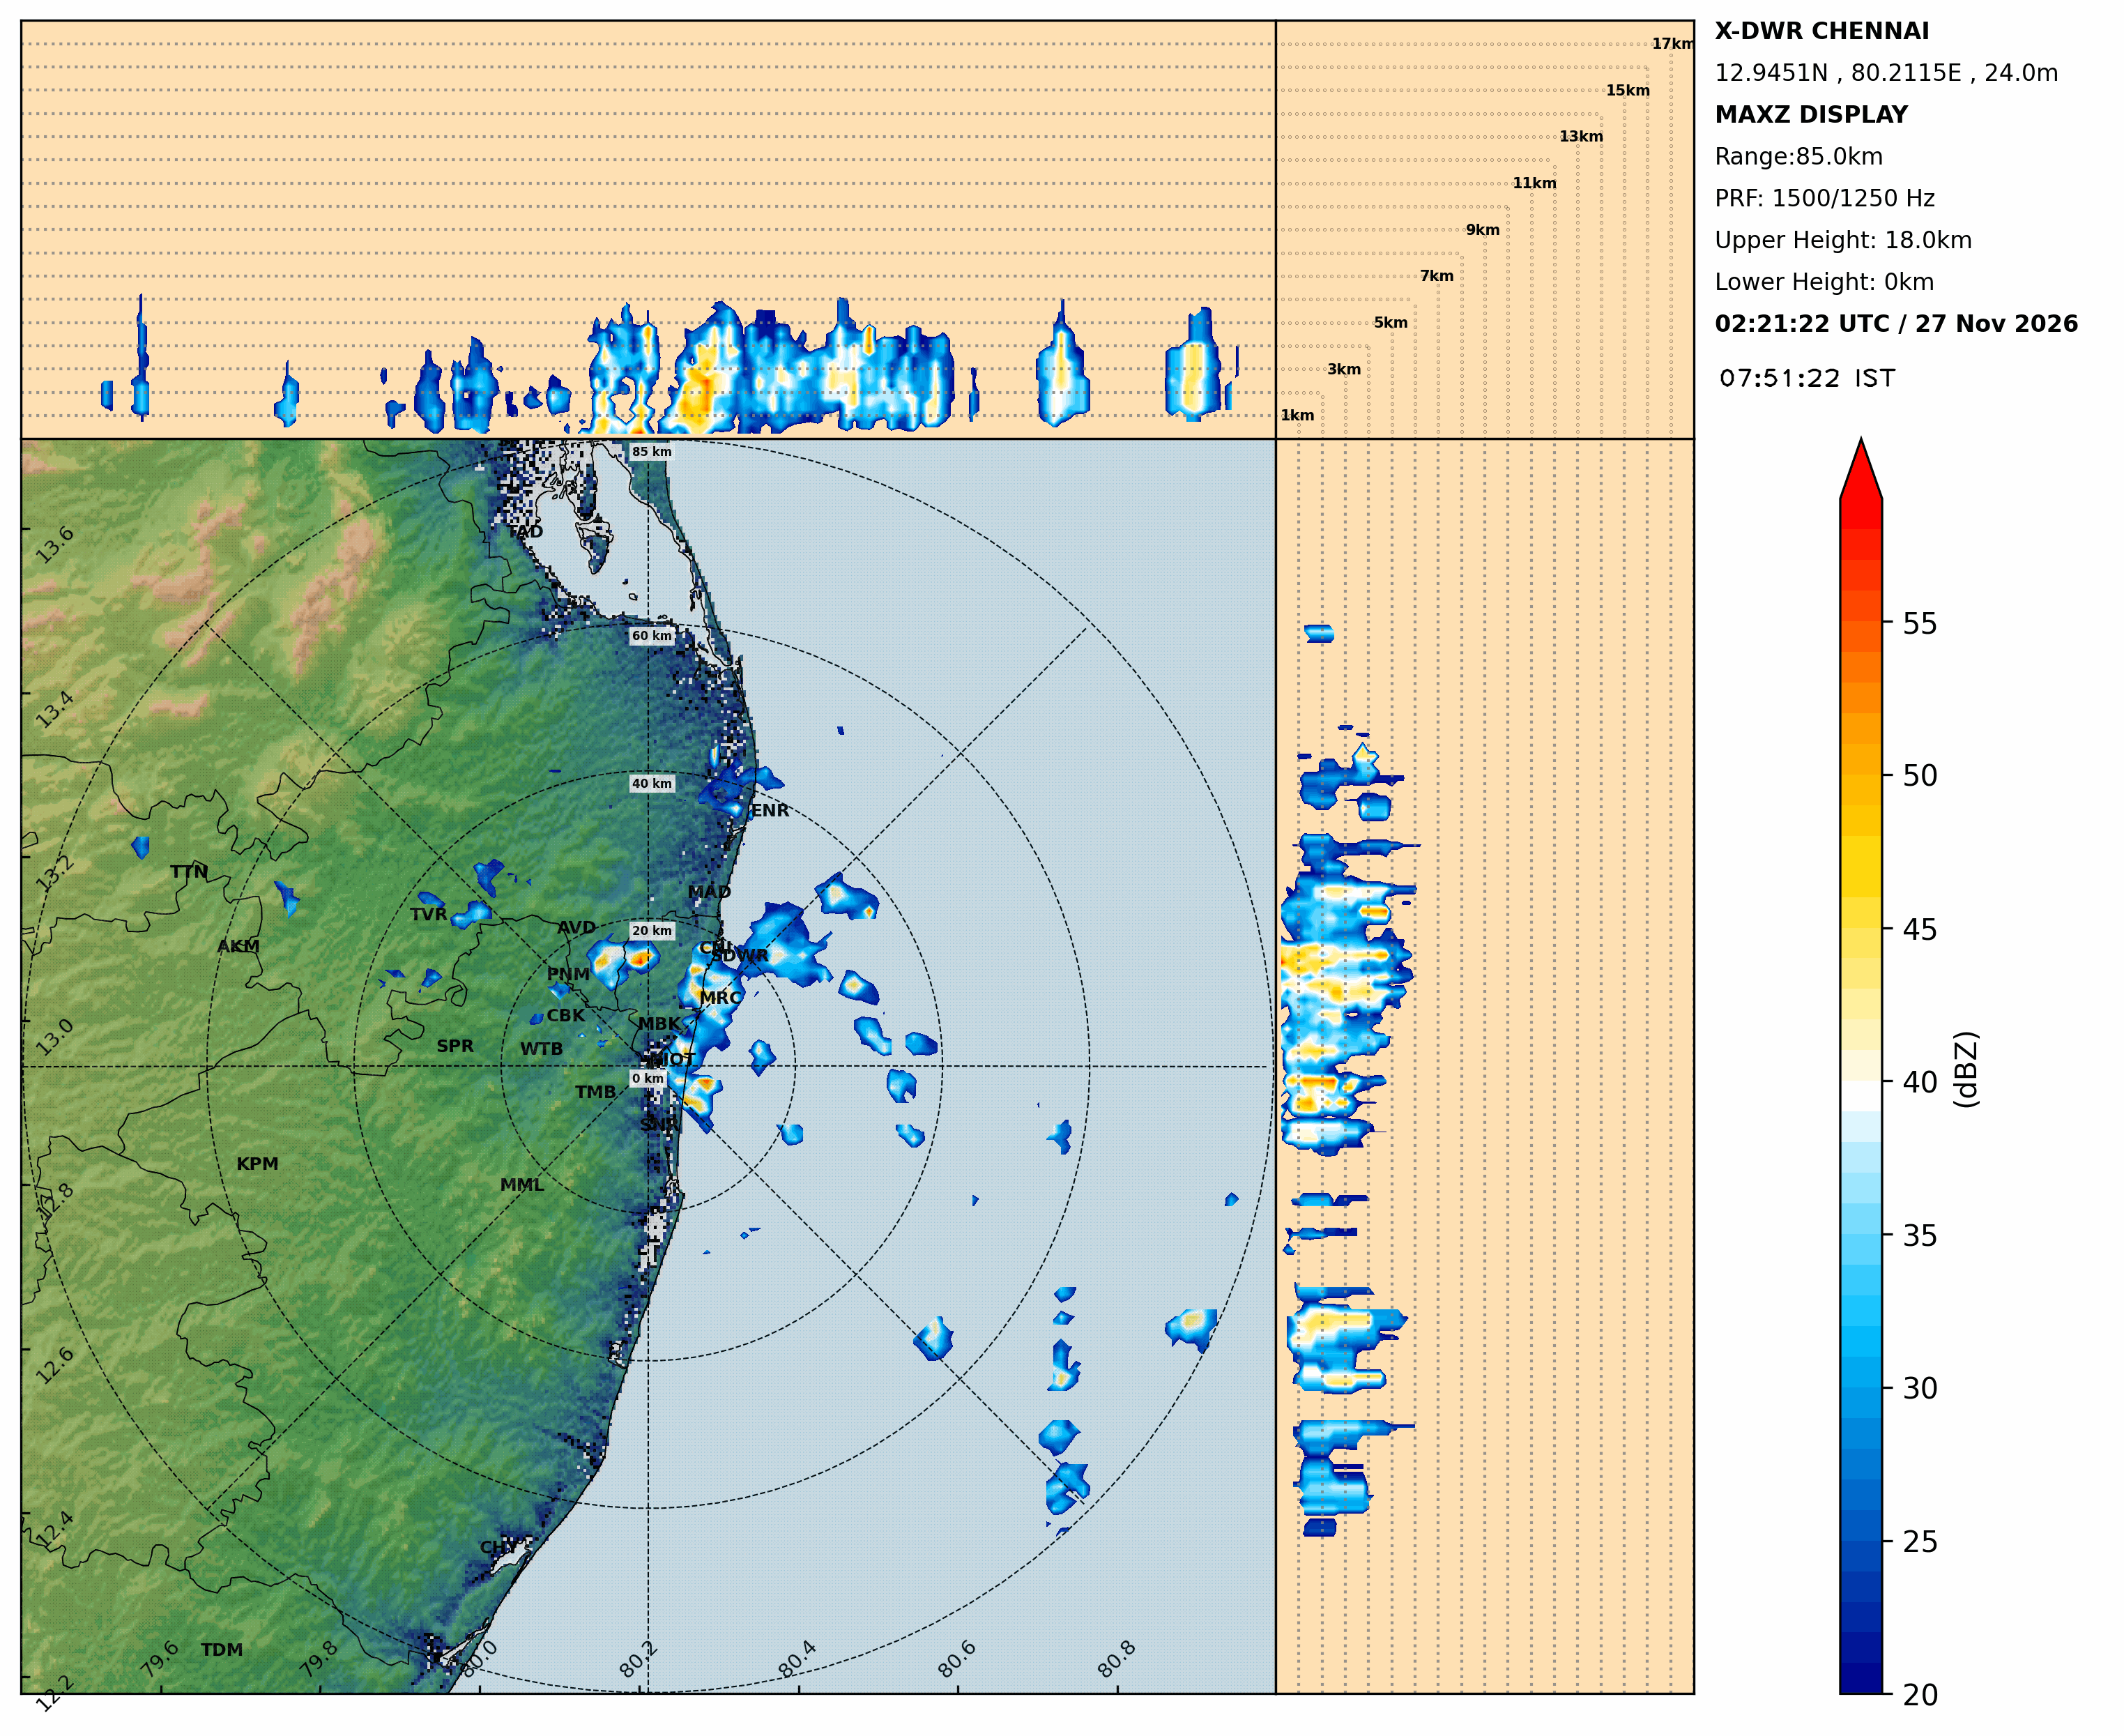 X-DWR CHENNAI
12.9451N , 80.2115E , 24.0m
MAXZ DISPLAY
Range:85.0km
PRF: 1500/1250 Hz
Upper Height: 18.0km
Lower Height: 0km
02:21:22 UTC / 27 Nov 2026
07:51:22 IST
17km
15km
13km
11km
9km
7km
5km
3km
1km
85 km
60 km
40 km
20 km
0 km
TAD
ENR
TTN
MAD
TVR
AVD
AKM
SDWR
PNM
MRC
CBK
MBK
SPR
WTB
NIOT
TMB
SNR
KPM
MML
CHY
TDM
13.6
13.4
13.2
13.0
12.8
12.6
12.4
12.2
79.6
79.8
80.0
80.2
80.4
80.6
80.8
55
50
45
40
35
30
25
20
(dBZ)